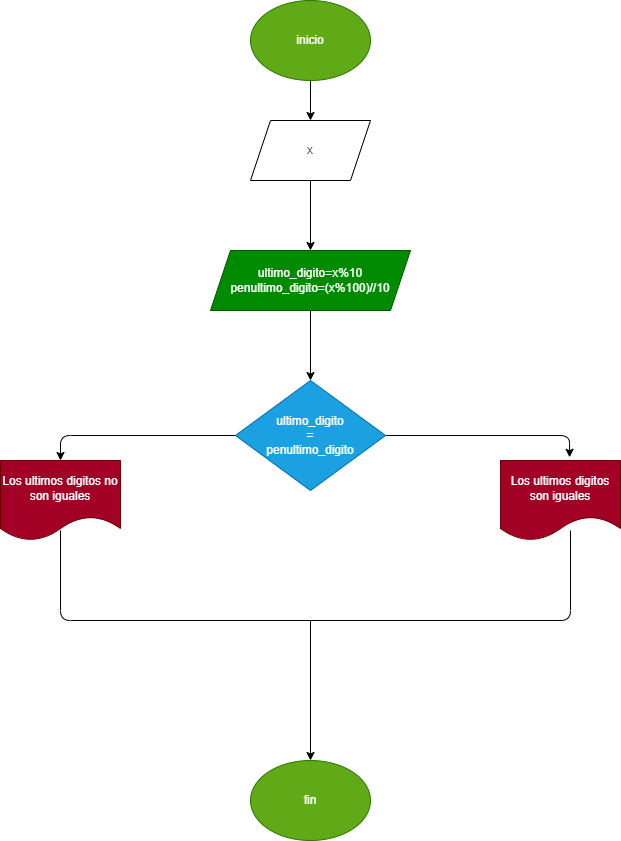 inicio
x
ultimo_digito=x%10
penultimo_digito=(x%100)//10
ultimo_digito
=
penultimo_digito
Los ultimos digitos no
son iguales
Los ultimos digitos
son iguales
fin